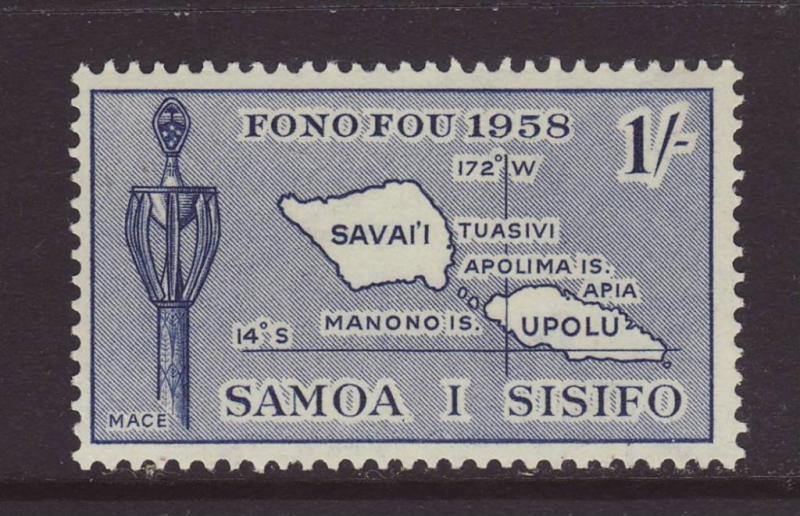 FONO FOU 1958
1/-
172° W
SAVAI'I
TUASIVI
APOLIMA IS.
APIA
MANONO IS.
UPOLU
14° S
MACE
SAMOA I SISIFO